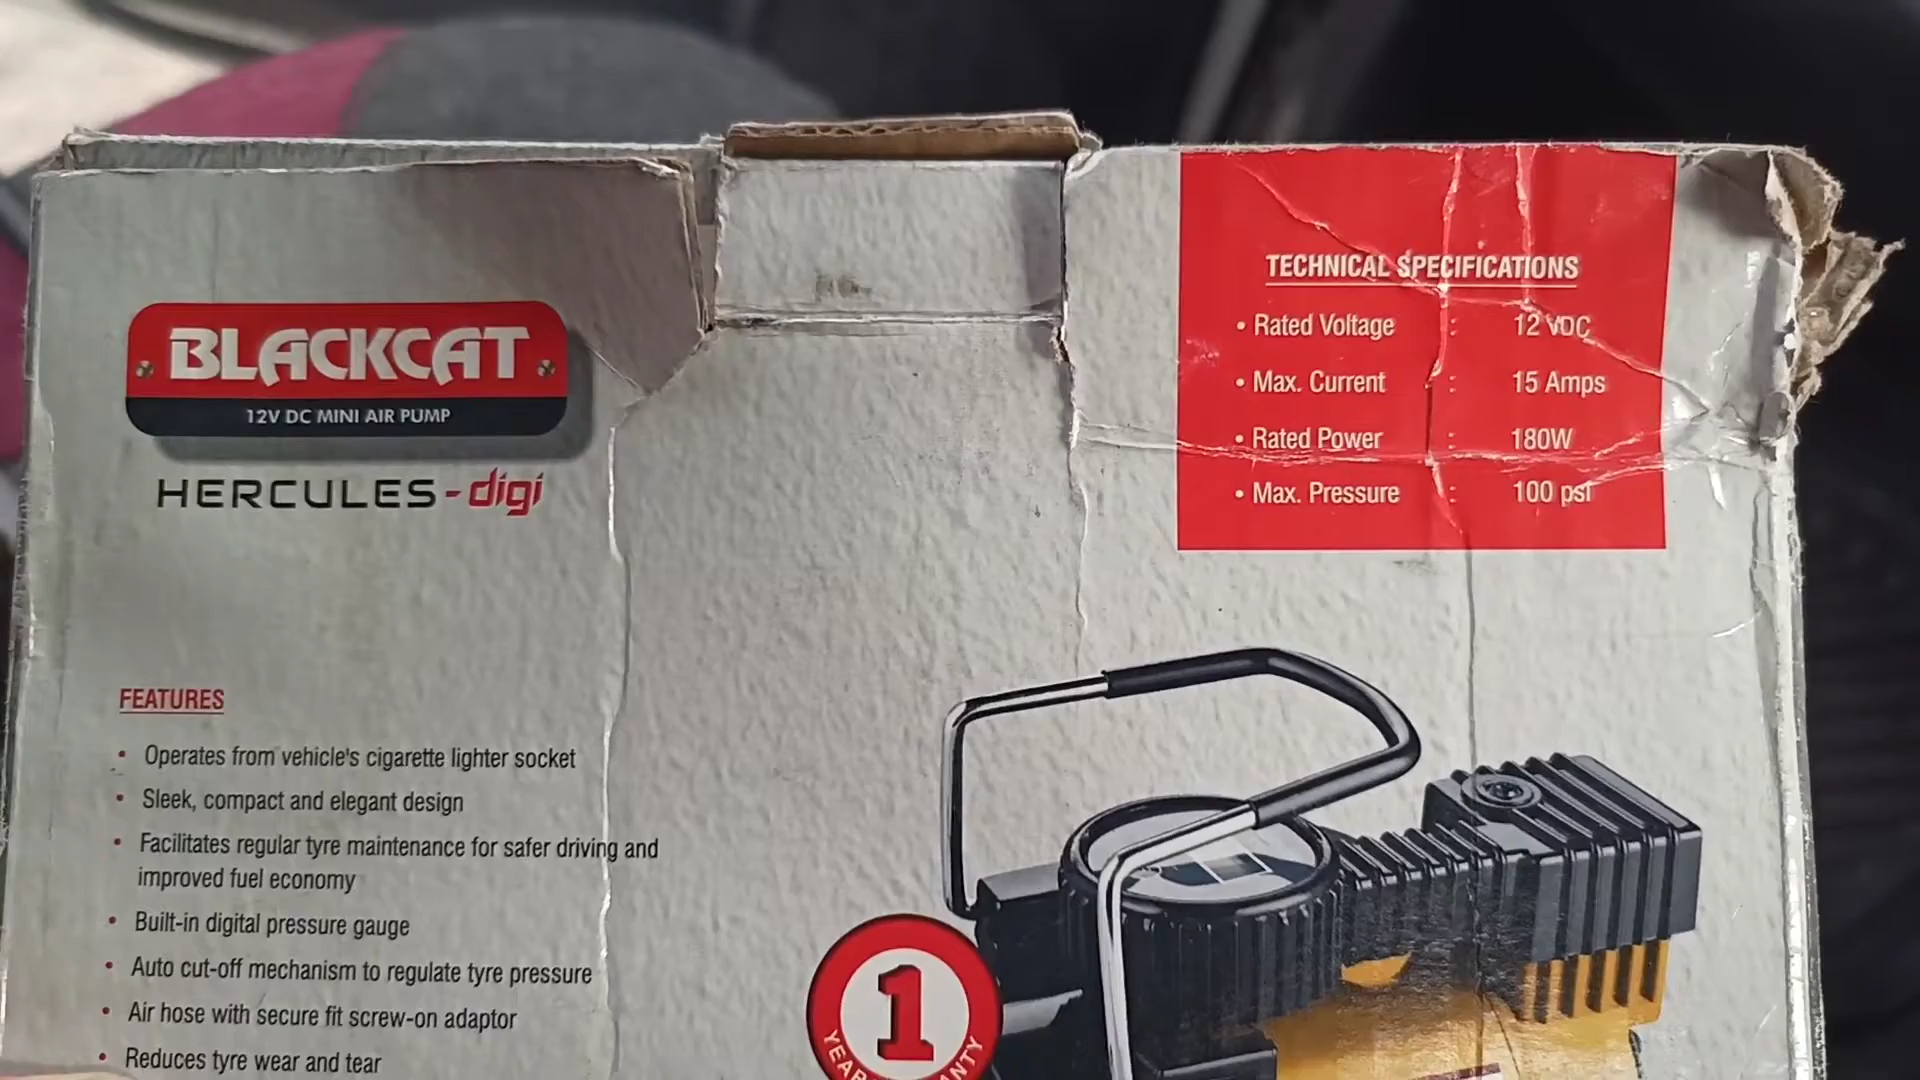 BLACKCAT
12V DC MINI AIR PUMP
HERCULES-digi
TECHNICAL SPECIFICATIONS
• Rated Voltage : 12 VDC
• Max. Current : 15 Amps
• Rated Power : 180W
• Max. Pressure : 100 psi
FEATURES
• Operates from vehicle's cigarette lighter socket
• Sleek, compact and elegant design
• Facilitates regular tyre maintenance for safer driving and
improved fuel economy
• Built-in digital pressure gauge
• Auto cut-off mechanism to regulate tyre pressure
• Air hose with secure fit screw-on adaptor
• Reduces tyre wear and tear
1
YEAR